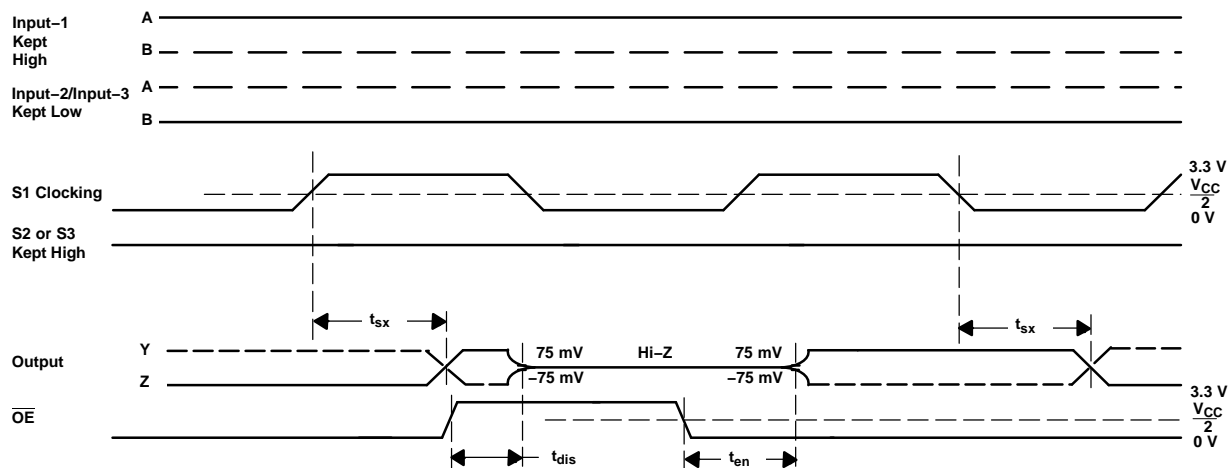 Input–1
Kept
High
A
B
Input–2/Input–3
Kept Low
A
B
S1 Clocking
3.3 V
VCC
2
0 V
S2 or S3
Kept High
tsx
tsx
Output
Y
Z
75 mV
–75 mV
Hi–Z
75 mV
–75 mV
OE
3.3 V
VCC
2
0 V
tdis
ten